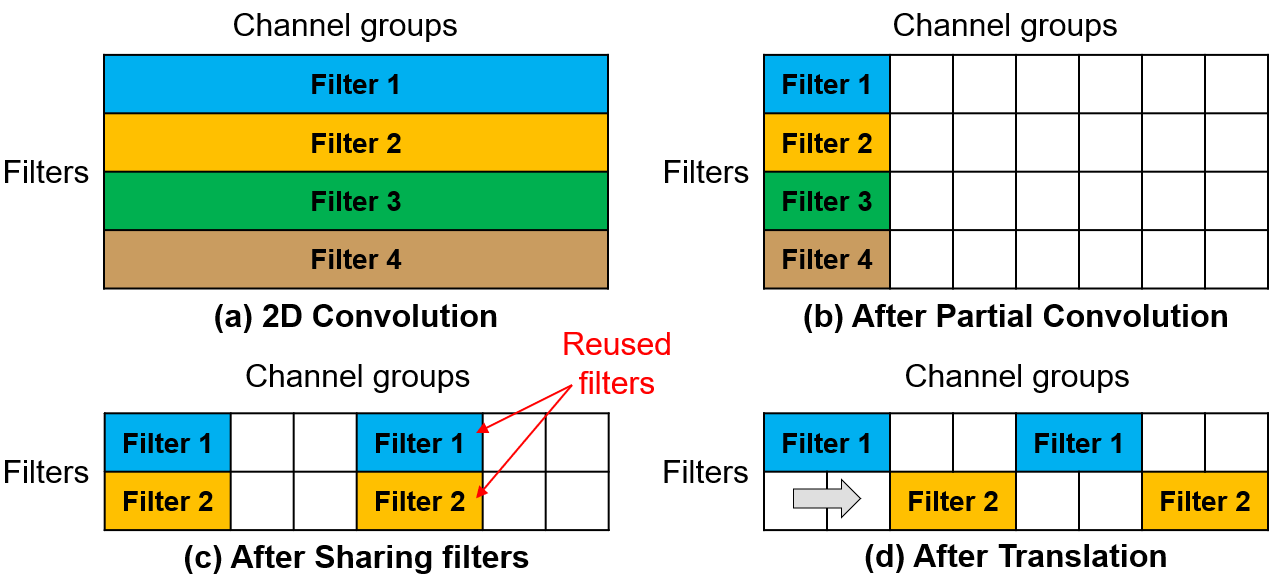 Channel groups
Filters
Filter 1
Filter 2
Filter 3
Filter 4
(a) 2D Convolution
Channel groups
Filters
Filter 1
Filter 2
Filter 3
Filter 4
(b) After Partial Convolution
Reused
filters
Channel groups
Filters
Filter 1 Filter 1
Filter 2 Filter 2
(c) After Sharing filters
Channel groups
Filters
Filter 1 Filter 1
Filter 2 Filter 2
(d) After Translation